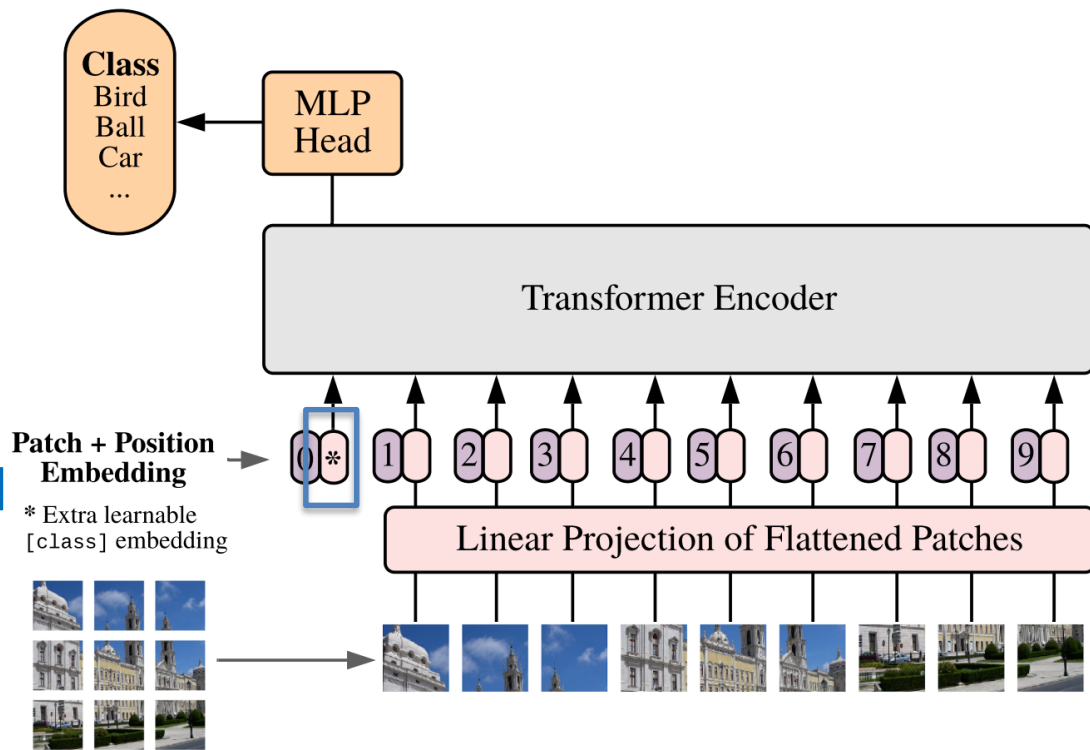 Class
Bird
Ball
Car
...
MLP
Head
Transformer Encoder
Patch + Position
Embedding
0 * 1 2 3 4 5 6 7 8 9
* Extra learnable
[class] embedding
Linear Projection of Flattened Patches